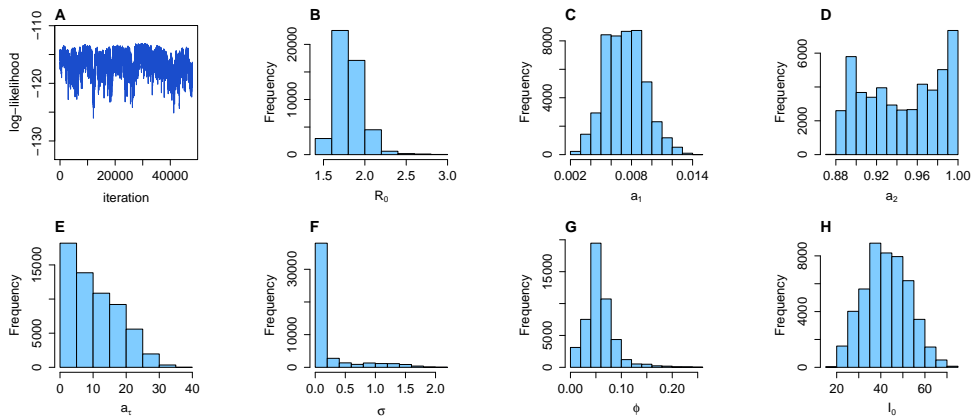 A
log−likelihood
−130
−120
−110
0
20000
40000
iteration
B
Frequency
0
10000
20000
1.5
2.0
2.5
3.0
R₀
C
Frequency
0
4000
8000
0.002
0.008
0.014
a₁
D
Frequency
0
2000
6000
0.88
0.92
0.96
1.00
a₂
E
Frequency
0
5000
15000
0
10
20
30
40
a_τ
F
Frequency
0
10000
30000
0.0
0.5
1.0
1.5
2.0
σ
G
Frequency
0
5000
15000
0.00
0.10
0.20
ϕ
H
Frequency
0
4000
8000
20
40
60
I₀